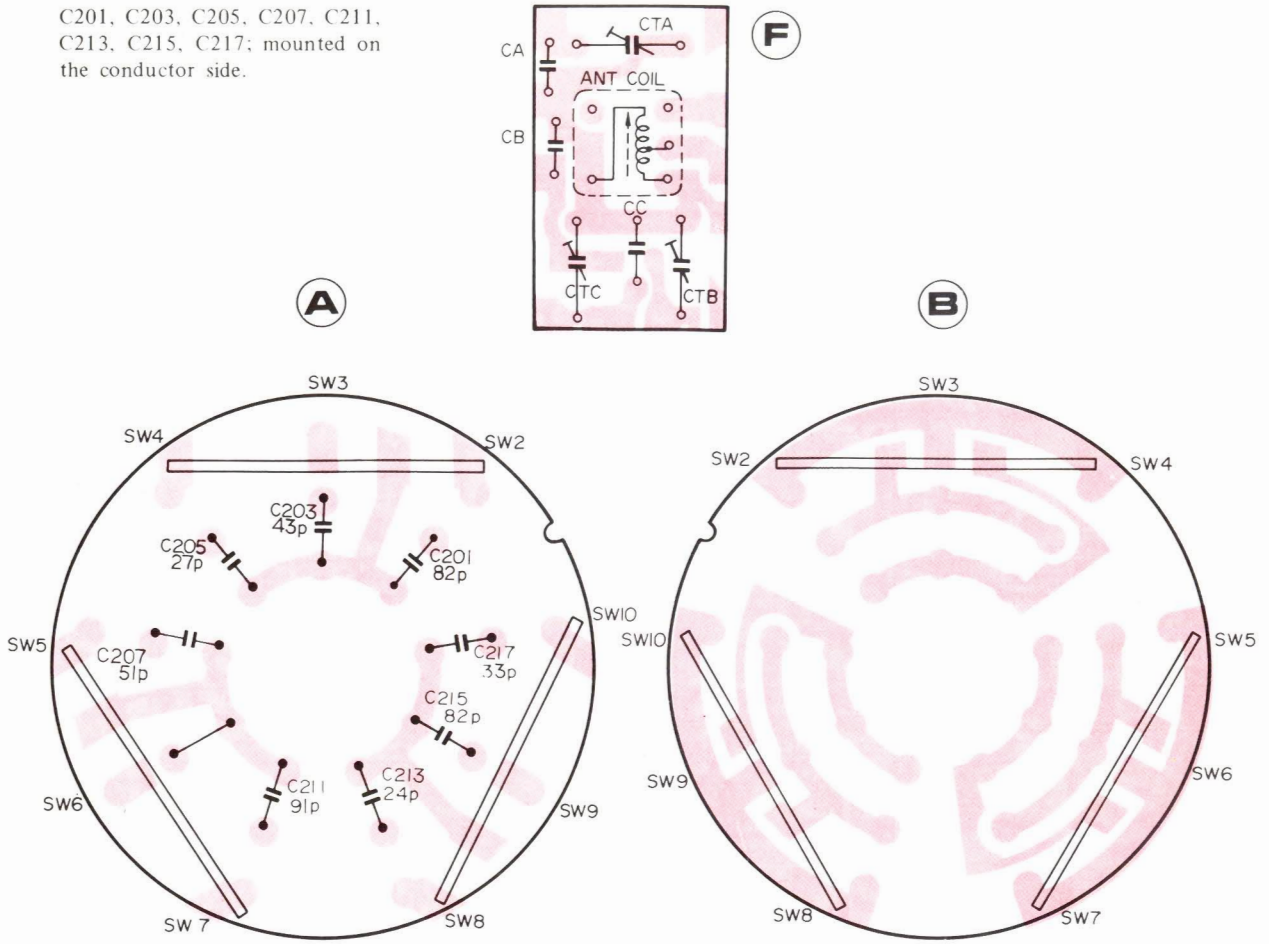 C201, C203, C205, C207, C211,
C213, C215, C217; mounted on
the conductor side.
F
CTA
CA
ANT COIL
CB
CC
CTC
CTB
A
SW3
SW4
SW2
C203
43p
C205
27p
C201
82p
SW10
SW5
C207
51p
C217
33p
C215
82p
C211
91p
C213
24p
SW6
SW9
SW7
SW8
B
SW3
SW2
SW4
SW10
SW5
SW9
SW6
SW8
SW7